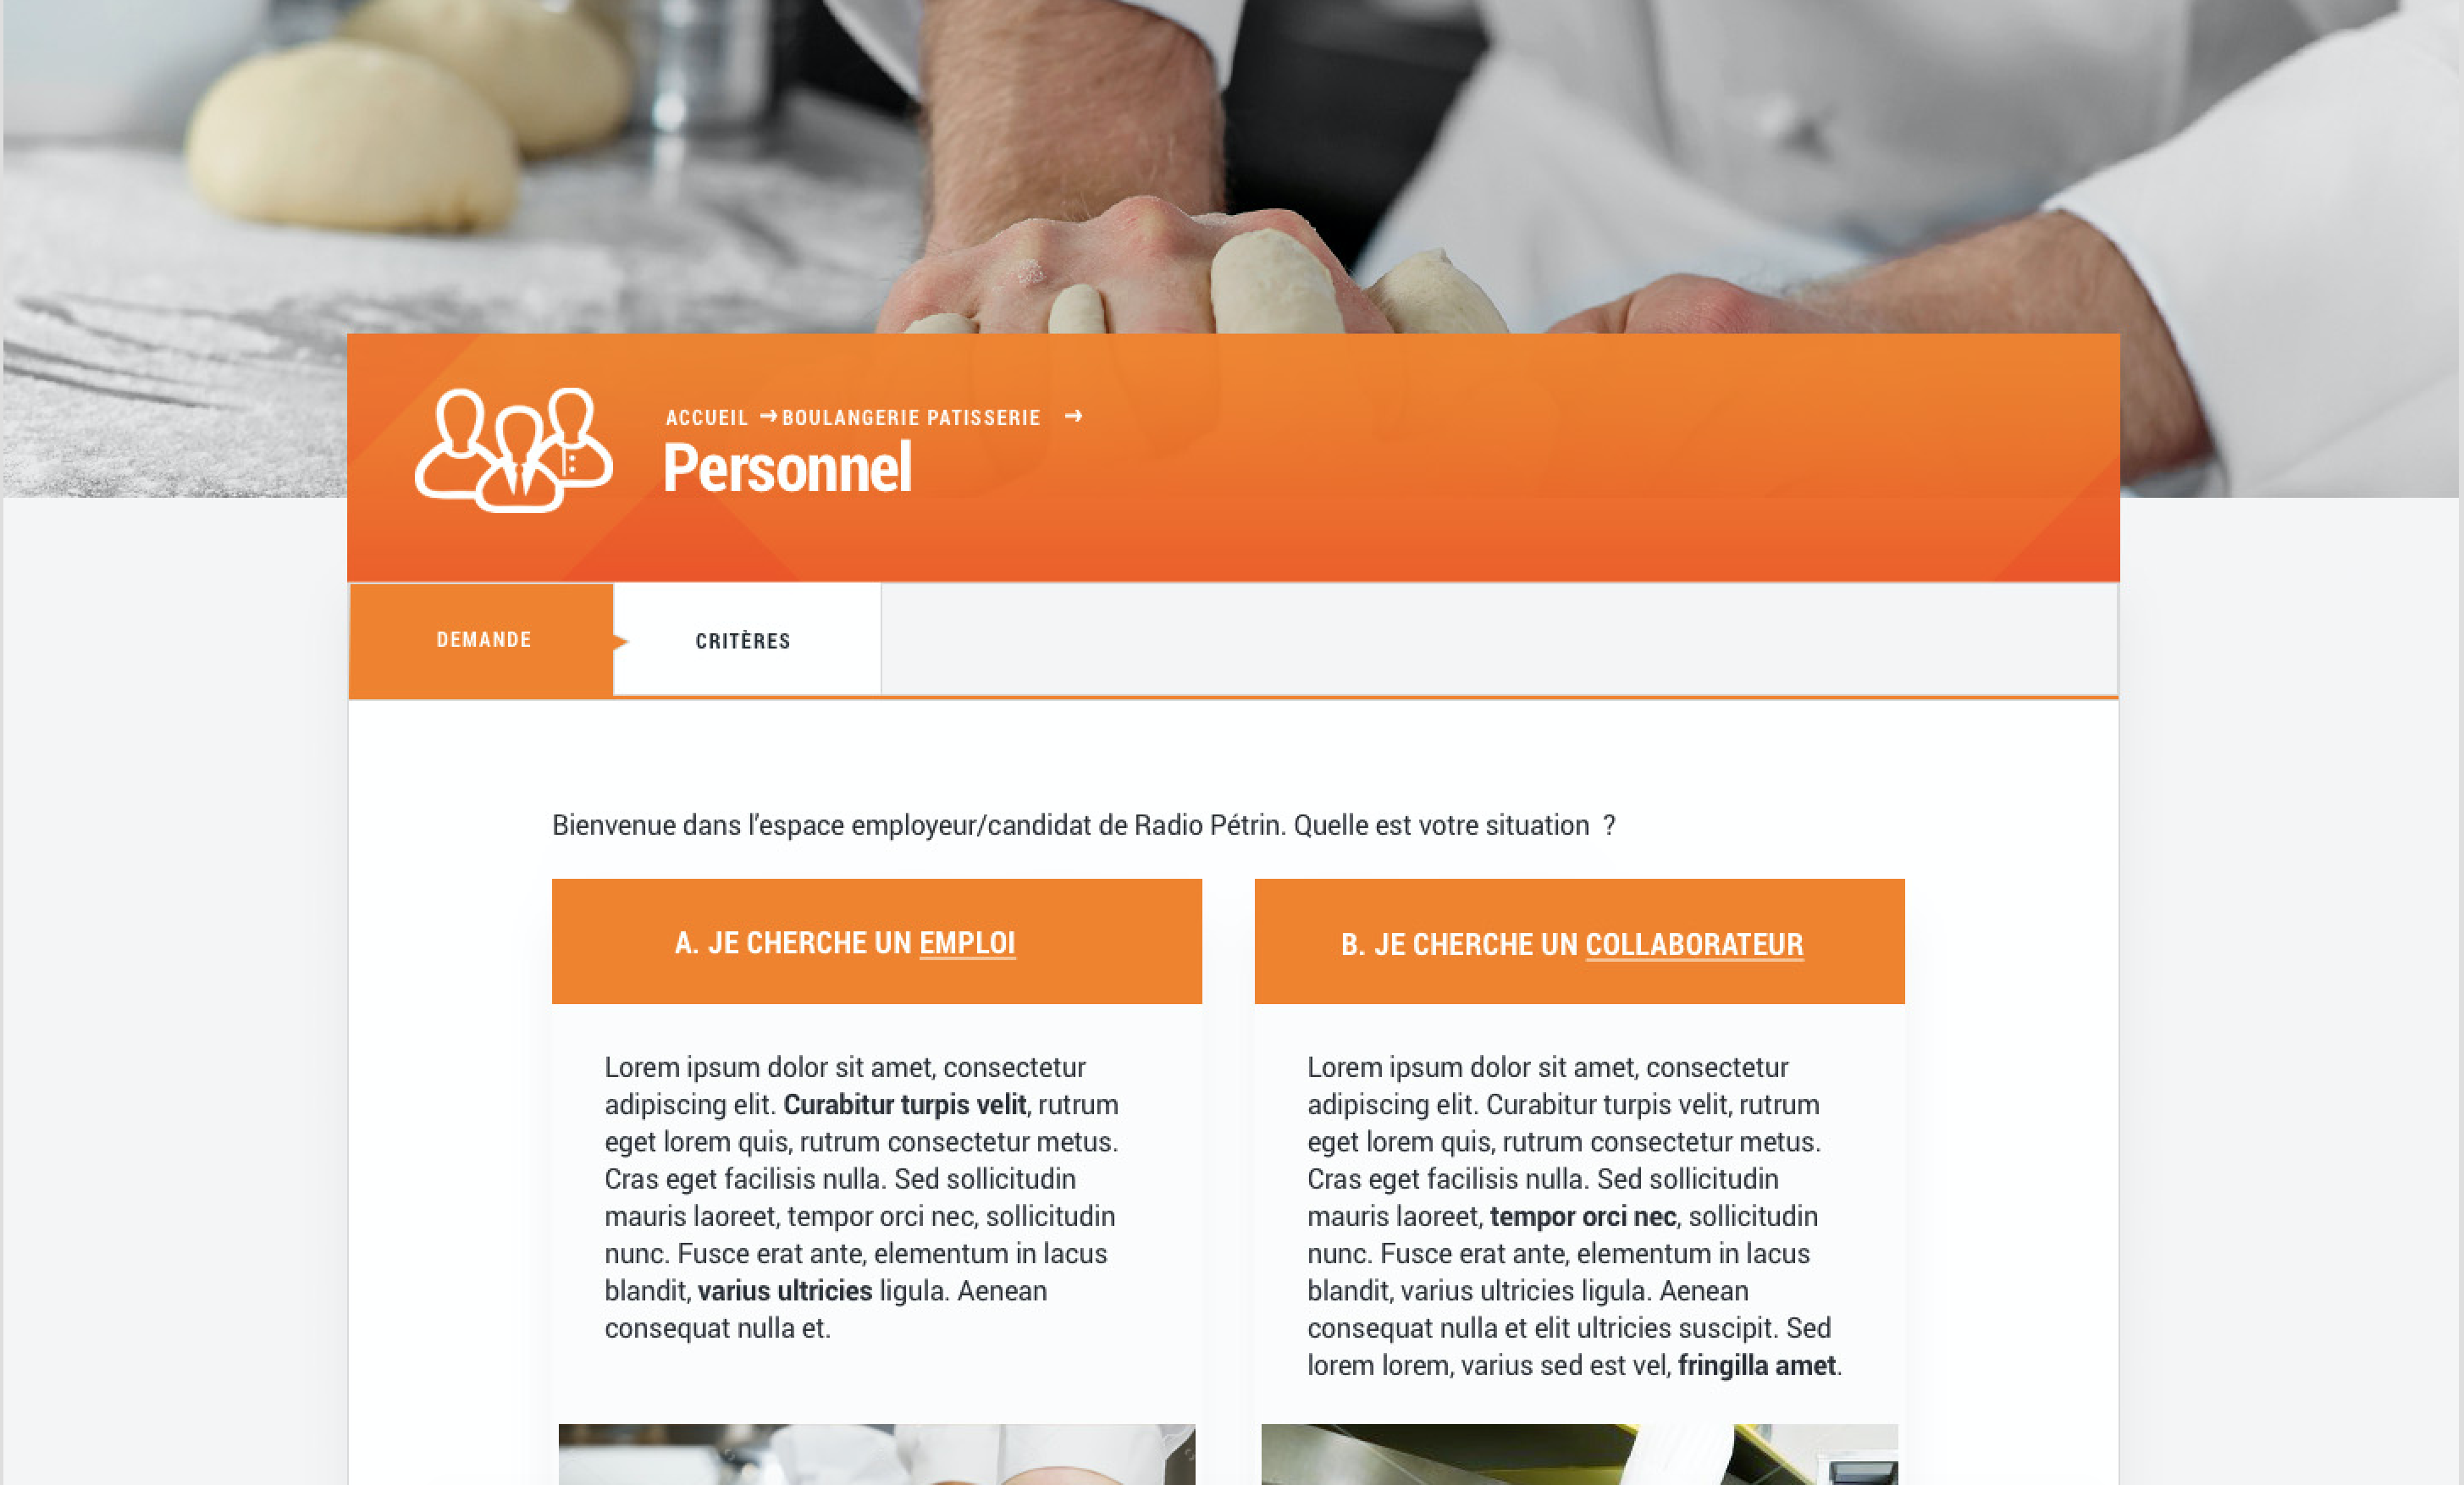 ACCUEIL → BOULANGERIE PATISSERIE →
Personnel
DEMANDE
CRITÈRES
Bienvenue dans l'espace employeur/candidat de Radio Pétrin. Quelle est votre situation ?
A. JE CHERCHE UN EMPLOI
Lorem ipsum dolor sit amet, consectetur
adipiscing elit. Curabitur turpis velit, rutrum
eget lorem quis, rutrum consectetur metus.
Cras eget facilisis nulla. Sed sollicitudin
mauris laoreet, tempor orci nec, sollicitudin
nunc. Fusce erat ante, elementum in lacus
blandit, varius ultricies ligula. Aenean
consequat nulla et.
B. JE CHERCHE UN COLLABORATEUR
Lorem ipsum dolor sit amet, consectetur
adipiscing elit. Curabitur turpis velit, rutrum
eget lorem quis, rutrum consectetur metus.
Cras eget facilisis nulla. Sed sollicitudin
mauris laoreet, tempor orci nec, sollicitudin
nunc. Fusce erat ante, elementum in lacus
blandit, varius ultricies ligula. Aenean
consequat nulla et elit ultricies suscipit. Sed
lorem lorem, varius sed est vel, fringilla amet.